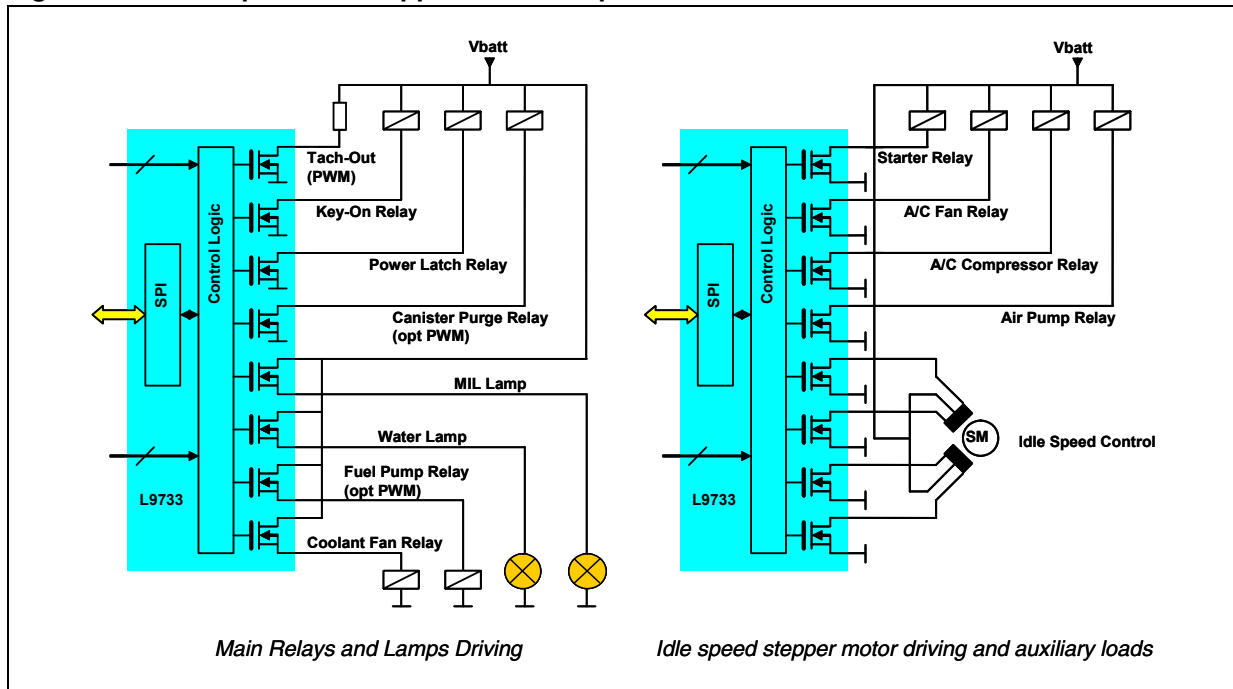 Vbatt
Tach-Out
(PWM)
Key-On Relay
Power Latch Relay
Canister Purge Relay
(opt PWM)
MIL Lamp
Water Lamp
Fuel Pump Relay
(opt PWM)
Coolant Fan Relay
Control Logic
SPI
L9733
Main Relays and Lamps Driving
Vbatt
Starter Relay
A/C Fan Relay
A/C Compressor Relay
Air Pump Relay
SM
Idle Speed Control
Control Logic
SPI
L9733
Idle speed stepper motor driving and auxiliary loads